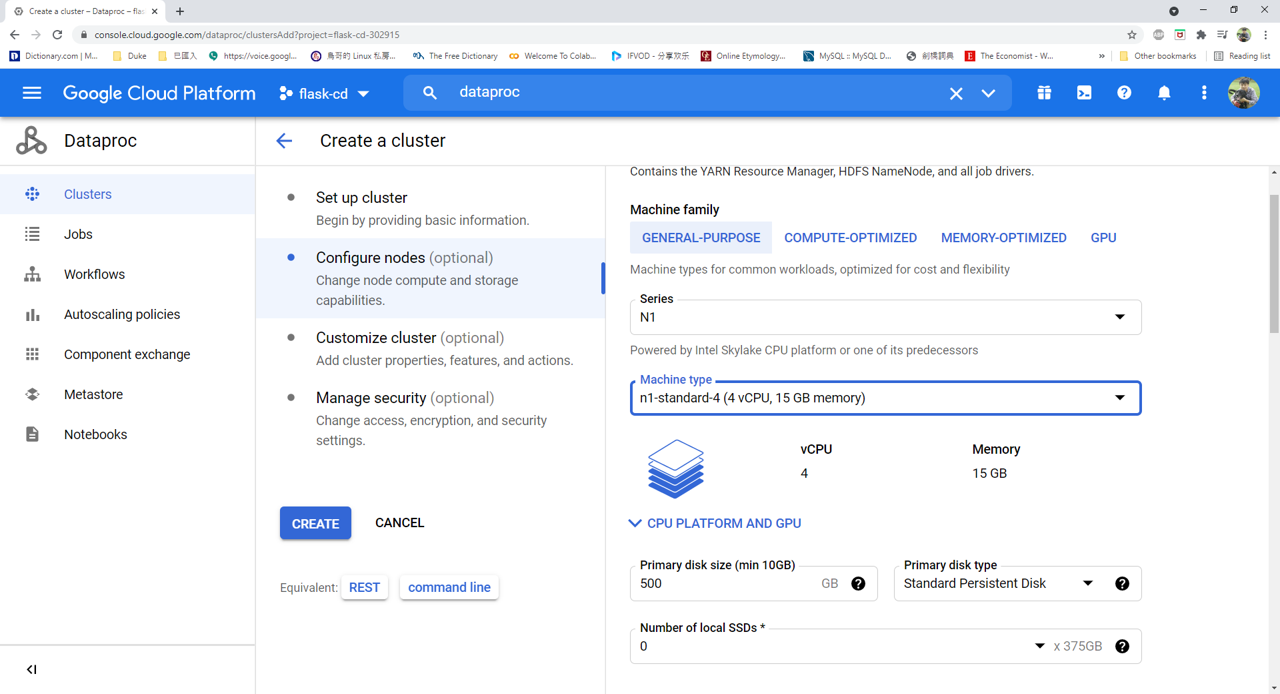 Create a cluster – Dataproc – flas
console.cloud.google.com/dataproc/clustersAdd?project=flask-cd-302915
Dictionary.com | M...
Duke
巴國入
https://voice.googl...
鳥哥的 Linux 私房...
The Free Dictionary
Welcome To Colab...
IFVOD - 分享欢乐
Online Etymology...
MySQL :: MySQL D...
劍橋詞典
The Economist - W...
»
Other bookmarks
Reading list
Google Cloud Platform
flask-cd
dataproc
Dataproc
Create a cluster
Clusters
Jobs
Workflows
Autoscaling policies
Component exchange
Metastore
Notebooks
Set up cluster
Begin by providing basic information.
Configure nodes (optional)
Change node compute and storage
capabilities.
Customize cluster (optional)
Add cluster properties, features, and actions.
Manage security (optional)
Change access, encryption, and security
settings.
CREATE CANCEL
Equivalent: REST command line
Contains the YARN Resource Manager, HDFS NameNode, and all job drivers.
Machine family
GENERAL-PURPOSE COMPUTE-OPTIMIZED MEMORY-OPTIMIZED GPU
Machine types for common workloads, optimized for cost and flexibility
Series
N1
Powered by Intel Skylake CPU platform or one of its predecessors
Machine type
n1-standard-4 (4 vCPU, 15 GB memory)
vCPU Memory
4 15 GB
CPU PLATFORM AND GPU
Primary disk size (min 10GB) Primary disk type
500 GB Standard Persistent Disk
Number of local SSDs *
0 x 375GB